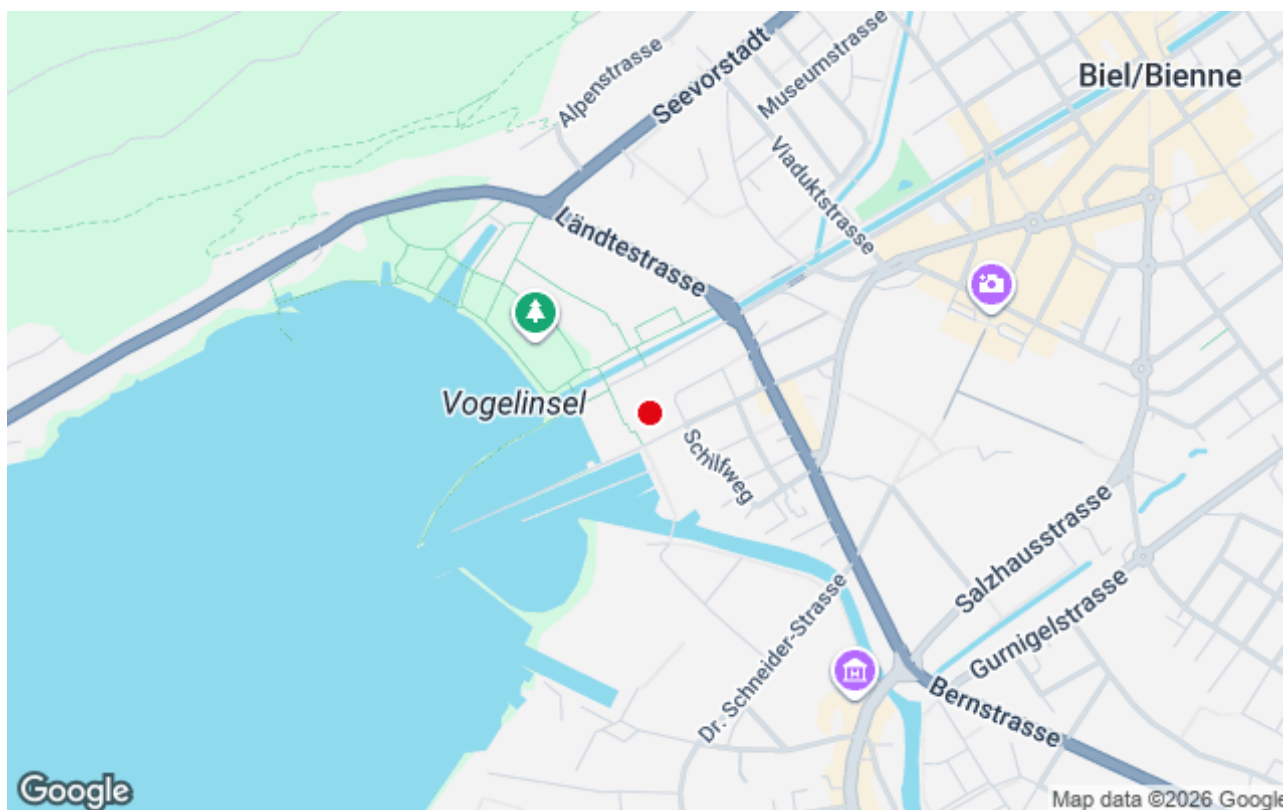 Alpenstrasse
Seevorstadt
Museumstrasse
Biel/Bienne
Viaduktstrasse
Ländtestrasse
Vogelinsel
Schilfweg
Salzhausstrasse
Gurnigelstrasse
Dr. Schneider-Strasse
Bernstrasse
Google
Map data ©2026 Google